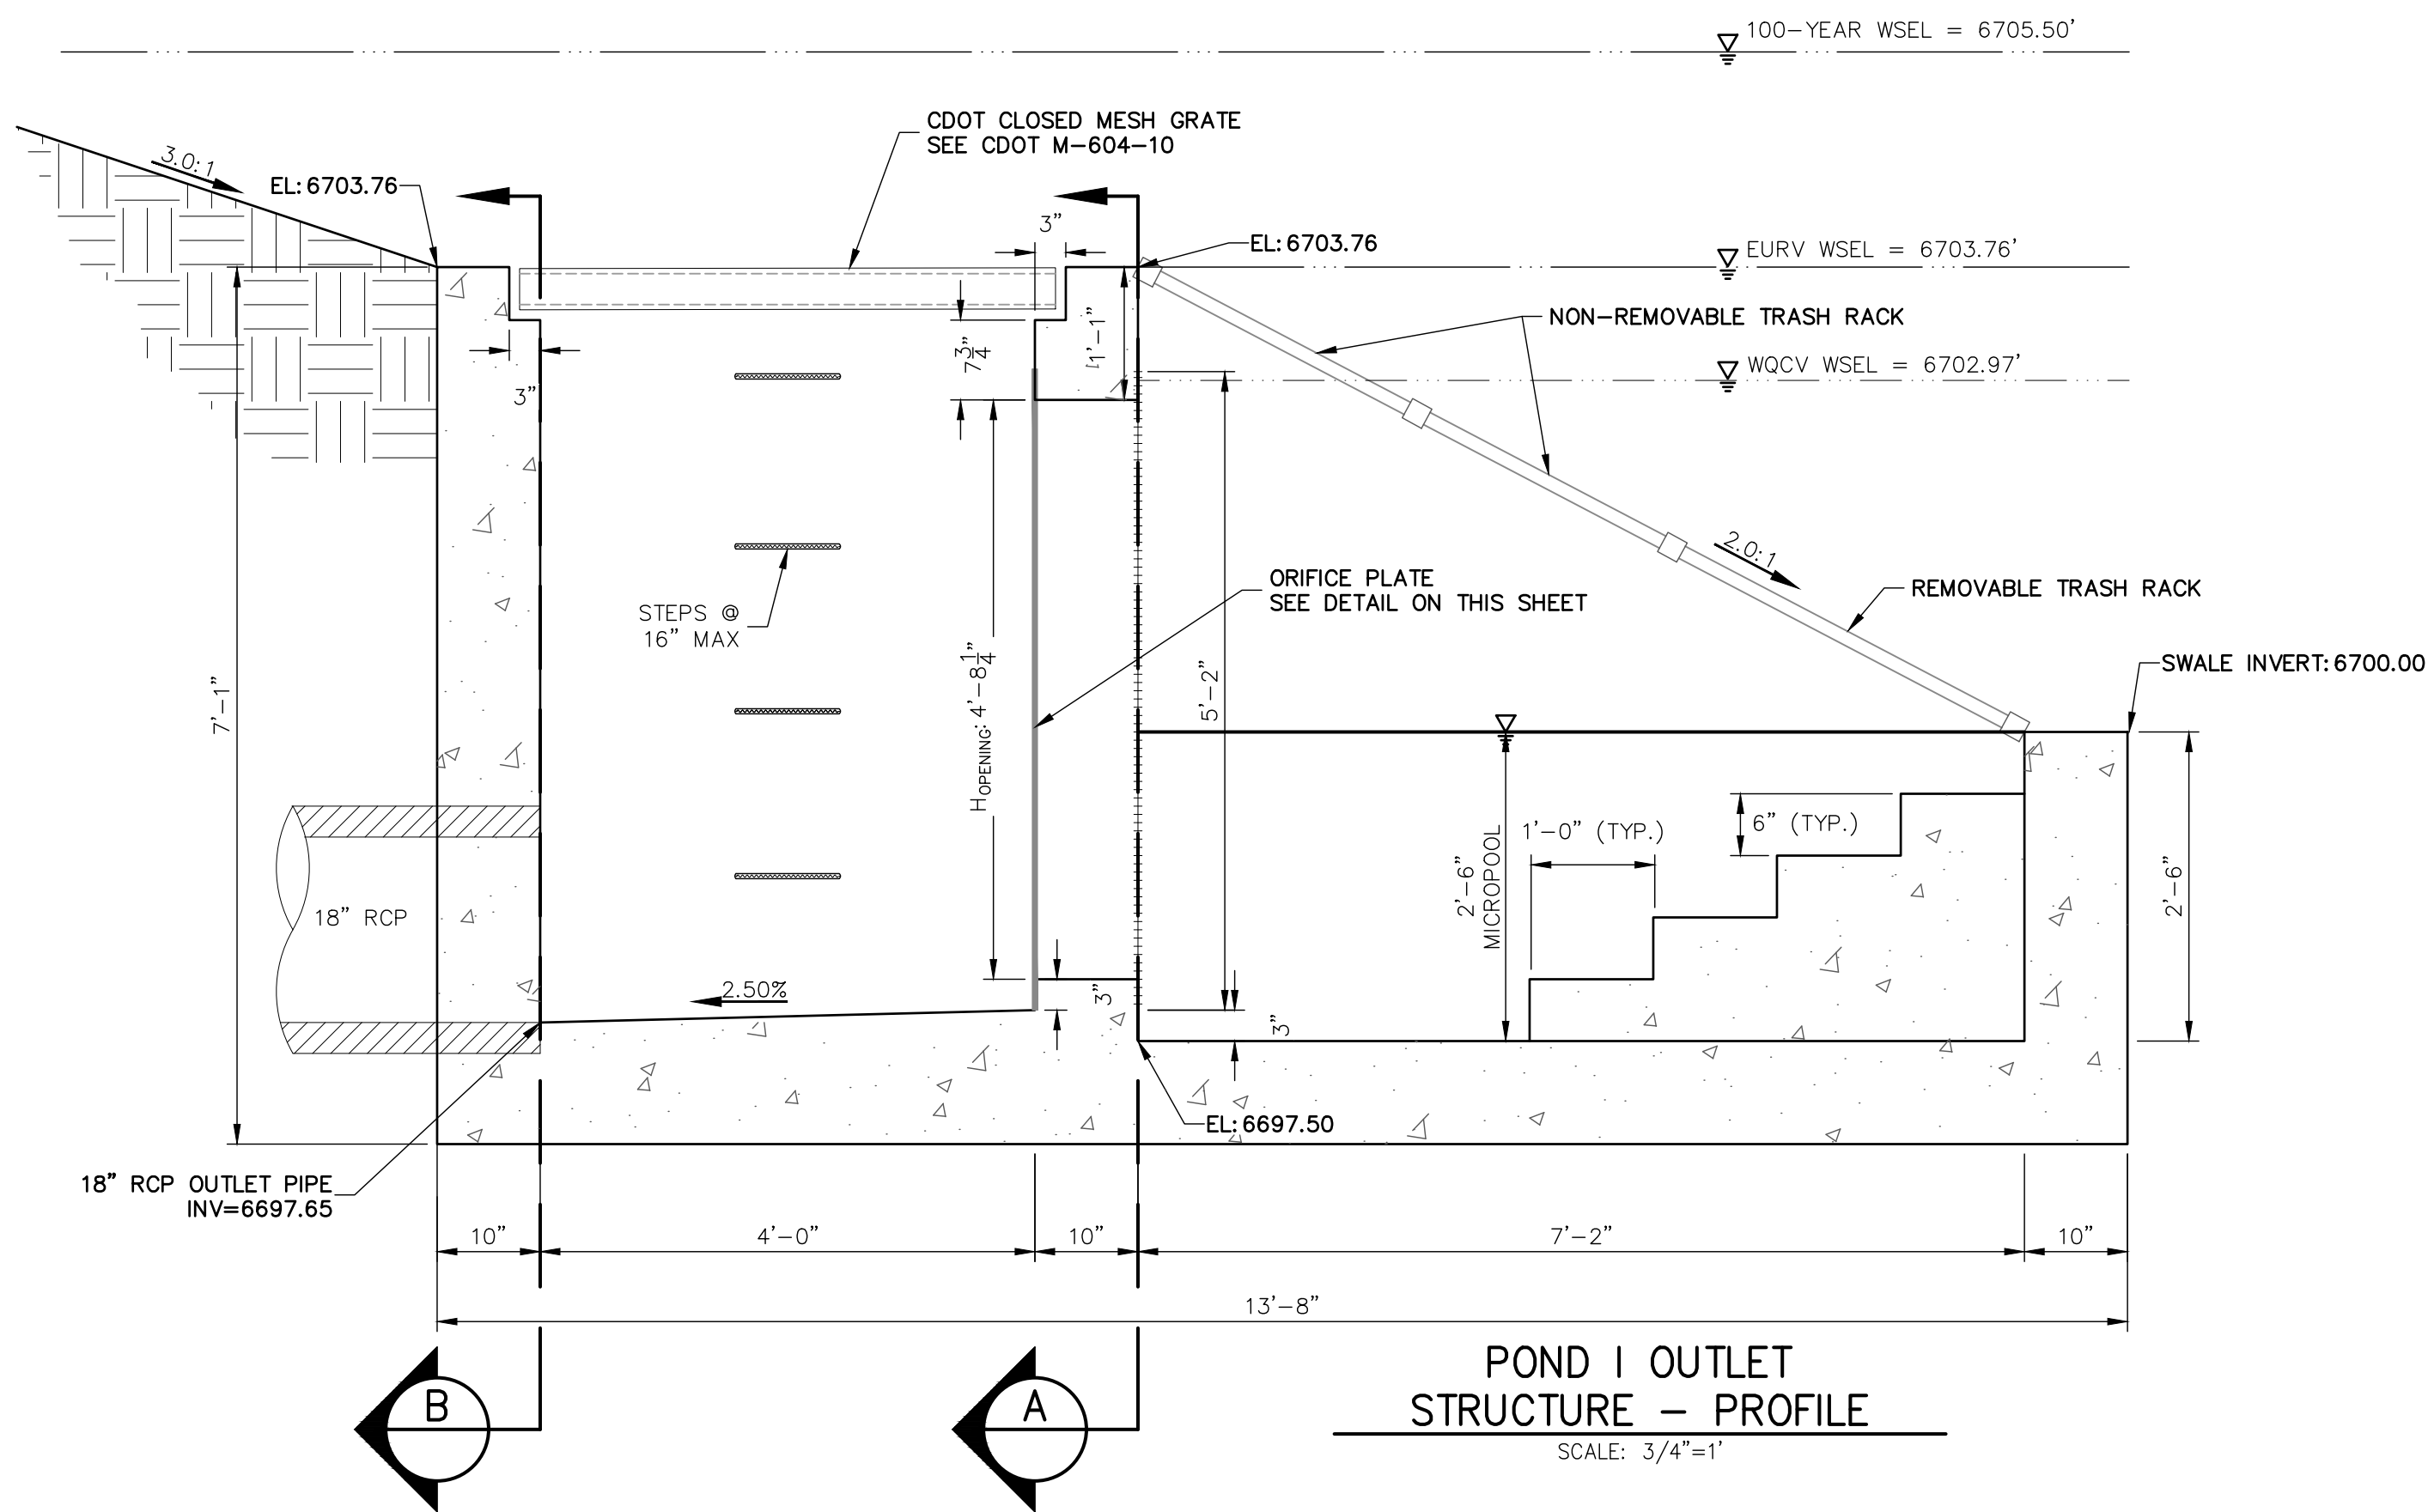 100-YEAR WSEL = 6705.50'
CDOT CLOSED MESH GRATE
SEE CDOT M-604-10
3.0:1
EL: 6703.76
3"
EL: 6703.76
EURV WSEL = 6703.76'
NON-REMOVABLE TRASH RACK
1'-1"
7 3/4"
WQCV WSEL = 6702.97'
3"
2.0:1
ORIFICE PLATE
SEE DETAIL ON THIS SHEET
REMOVABLE TRASH RACK
STEPS @
16" MAX
SWALE INVERT: 6700.00
7'-1"
HOPENING: 4'-8 1/4"
5'-2"
1'-0" (TYP.)
6" (TYP.)
2'-6"
MICROPOOL
2'-6"
18" RCP
2.50%
3"
3"
EL: 6697.50
18" RCP OUTLET PIPE
INV=6697.65
10"
4'-0"
10"
7'-2"
10"
13'-8"
B
A
POND I OUTLET
STRUCTURE - PROFILE
SCALE: 3/4"=1'